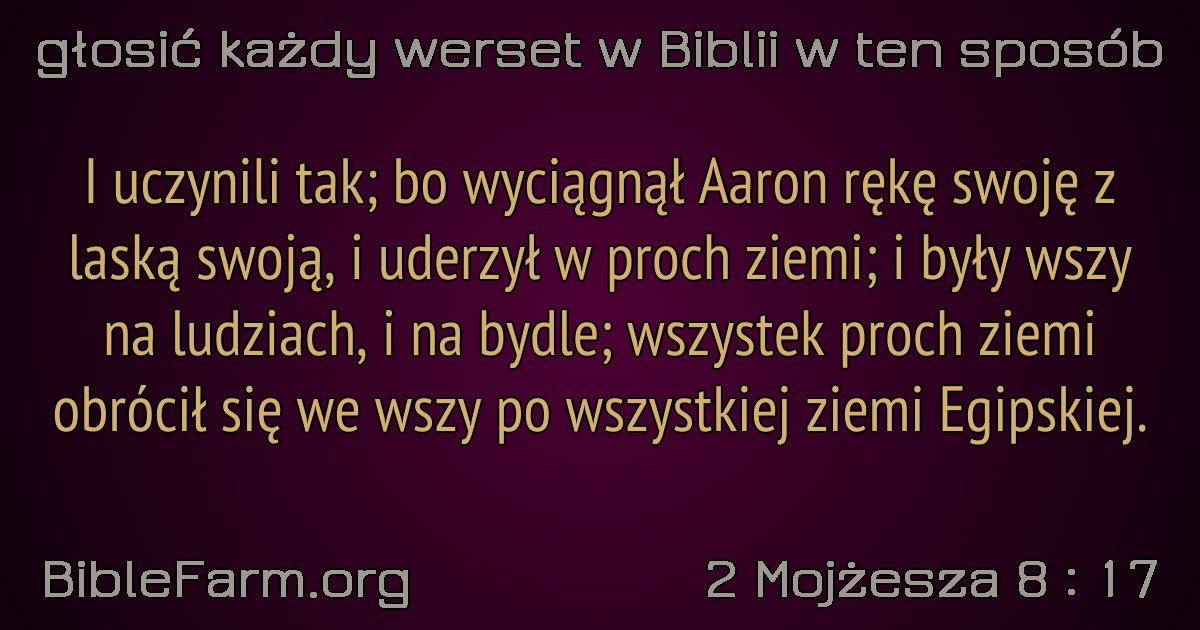 głosić każdy werset w Biblii w ten sposób
I uczynili tak; bo wyciągnął Aaron rękę swoję z
laską swoją, i uderzył w proch ziemi; i były wszy
na ludziach, i na bydle; wszystek proch ziemi
obrócił się we wszy po wszystkiej ziemi Egipskiej.
BibleFarm.org
2 Mojżesza 8 : 17